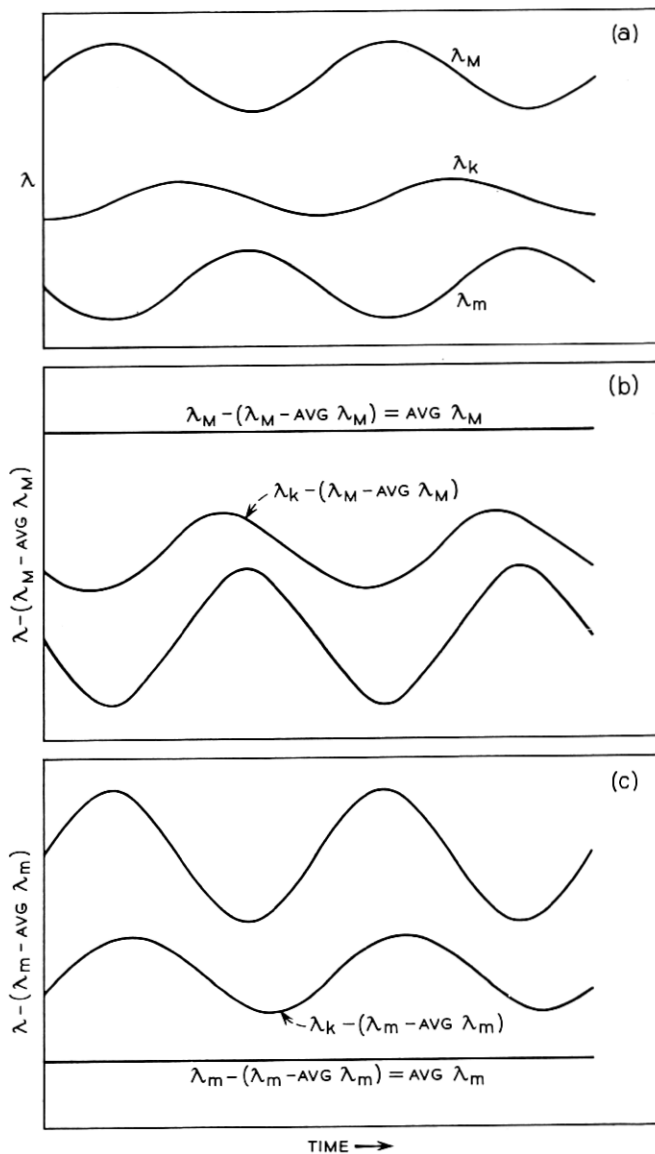 (a)
λM
λk
λ
λm
(b)
λM–(λM–AVG λM) = AVG λM
λk–(λM–AVG λM)
λ–(λM–AVG λM)
(c)
λ–(λm–AVG λm)
λk–(λm–AVG λm)
λm–(λm–AVG λm) = AVG λm
TIME →